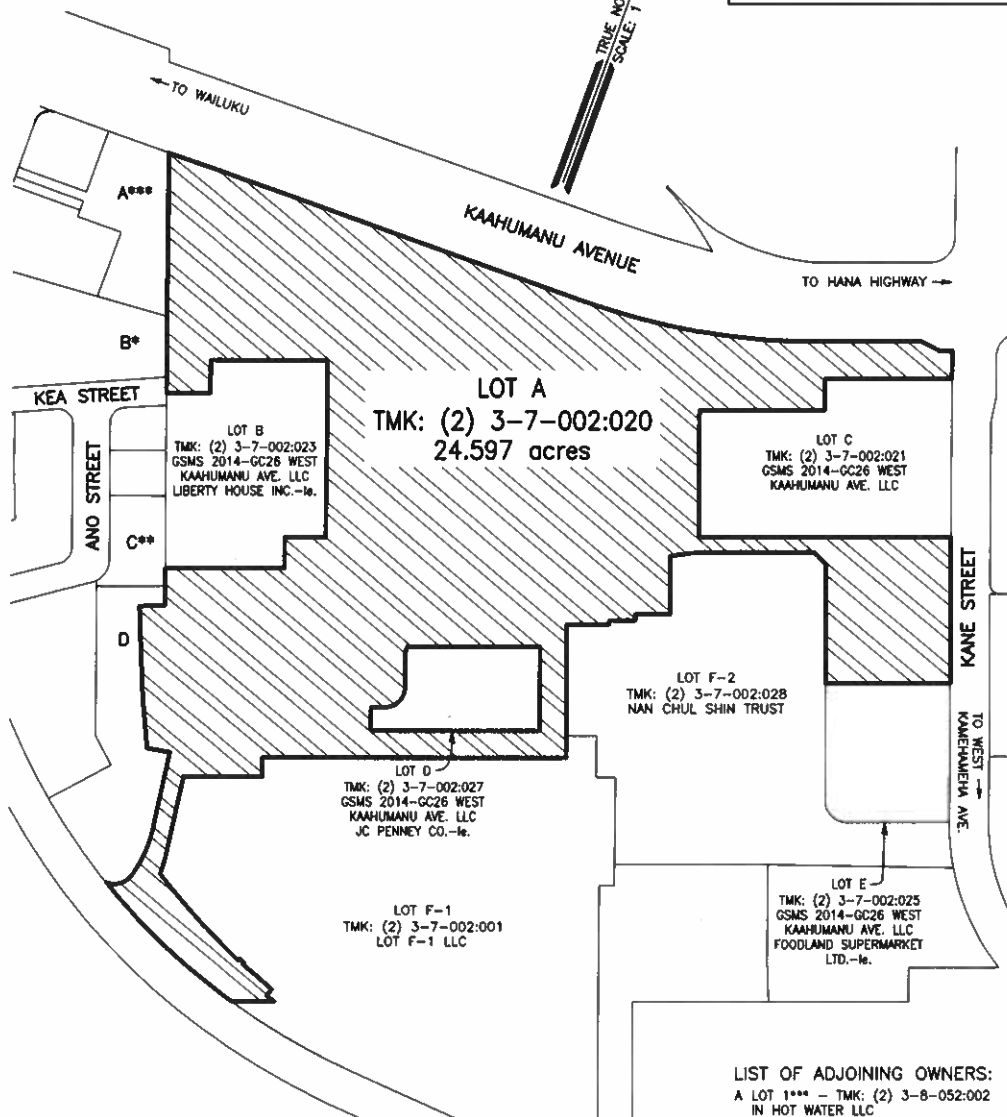 TRUE NO
SCALE: 1
←TO WAILUKU
A***
KAAHUMANU AVENUE
TO HANA HIGHWAY→
B*
KEA STREET
LOT A
TMK: (2) 3-7-002:020
24.597 acres
LOT B
TMK: (2) 3-7-002:023
GSMS 2014-GC26 WEST
KAAHUMANU AVE. LLC
LIBERTY HOUSE INC.-le.
LOT C
TMK: (2) 3-7-002:021
GSMS 2014-GC26 WEST
KAAHUMANU AVE. LLC
ANO STREET
C**
KANE STREET
D
LOT F-2
TMK: (2) 3-7-002:028
NAN CHUL SHIN TRUST
TO WEST →
KAMEHAMEHA AVE.
LOT D
TMK: (2) 3-7-002:027
GSMS 2014-GC26 WEST
KAAHUMANU AVE. LLC
JC PENNEY CO.-le.
LOT E
TMK: (2) 3-7-002:025
GSMS 2014-GC26 WEST
KAAHUMANU AVE. LLC
FOODLAND SUPERMARKET
LTD.-le.
LOT F-1
TMK: (2) 3-7-002:001
LOT F-1 LLC
LIST OF ADJOINING OWNERS:
A LOT 1*** - TMK: (2) 3-8-052:002
IN HOT WATER LLC